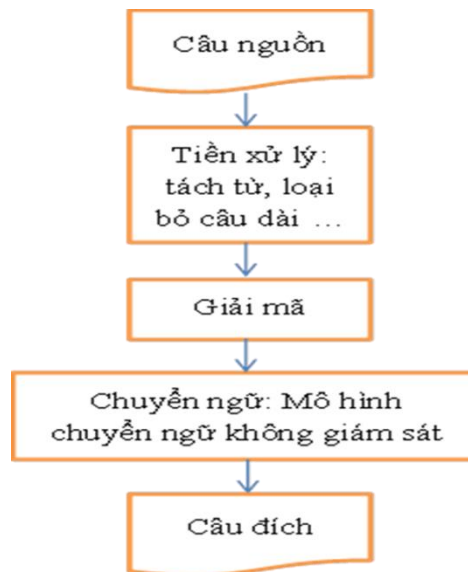 Câu nguồn
Tiền xử lý:
tách từ, loại
bỏ câu dài ...
Giải mã
Chuyển ngữ: Mô hình
chuyển ngữ không giám sát
Câu đích